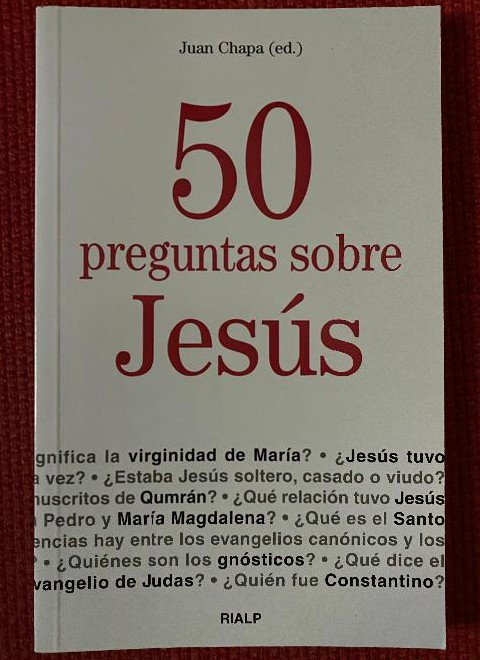 Juan Chapa (ed.)
50
preguntas sobre
Jesús
gnifica la virginidad de María? • ¿Jesús tuvo
a vez? • ¿Estaba Jesús soltero, casado o viudo?
nuscritos de Qumrán? • ¿Qué relación tuvo Jesús
Pedro y María Magdalena? • ¿Qué es el Santo
encias hay entre los evangelios canónicos y los
? • ¿Quiénes son los gnósticos? • ¿Qué dice el
vangelio de Judas? • ¿Quién fue Constantino?
RIALP